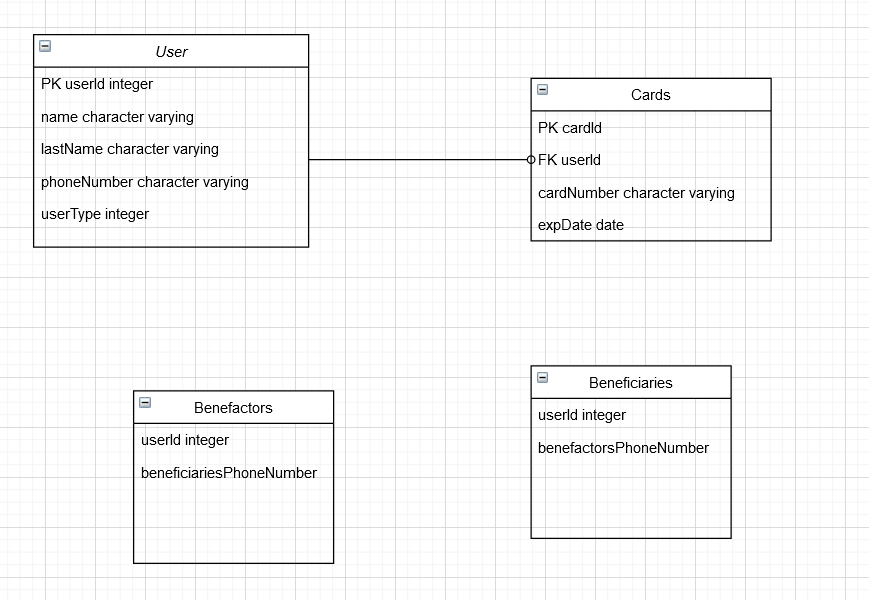 User
PK userId integer
name character varying
lastName character varying
phoneNumber character varying
userType integer
Cards
PK cardId
FK userId
cardNumber character varying
expDate date
Benefactors
userId integer
beneficiariesPhoneNumber
Beneficiaries
userId integer
benefactorsPhoneNumber